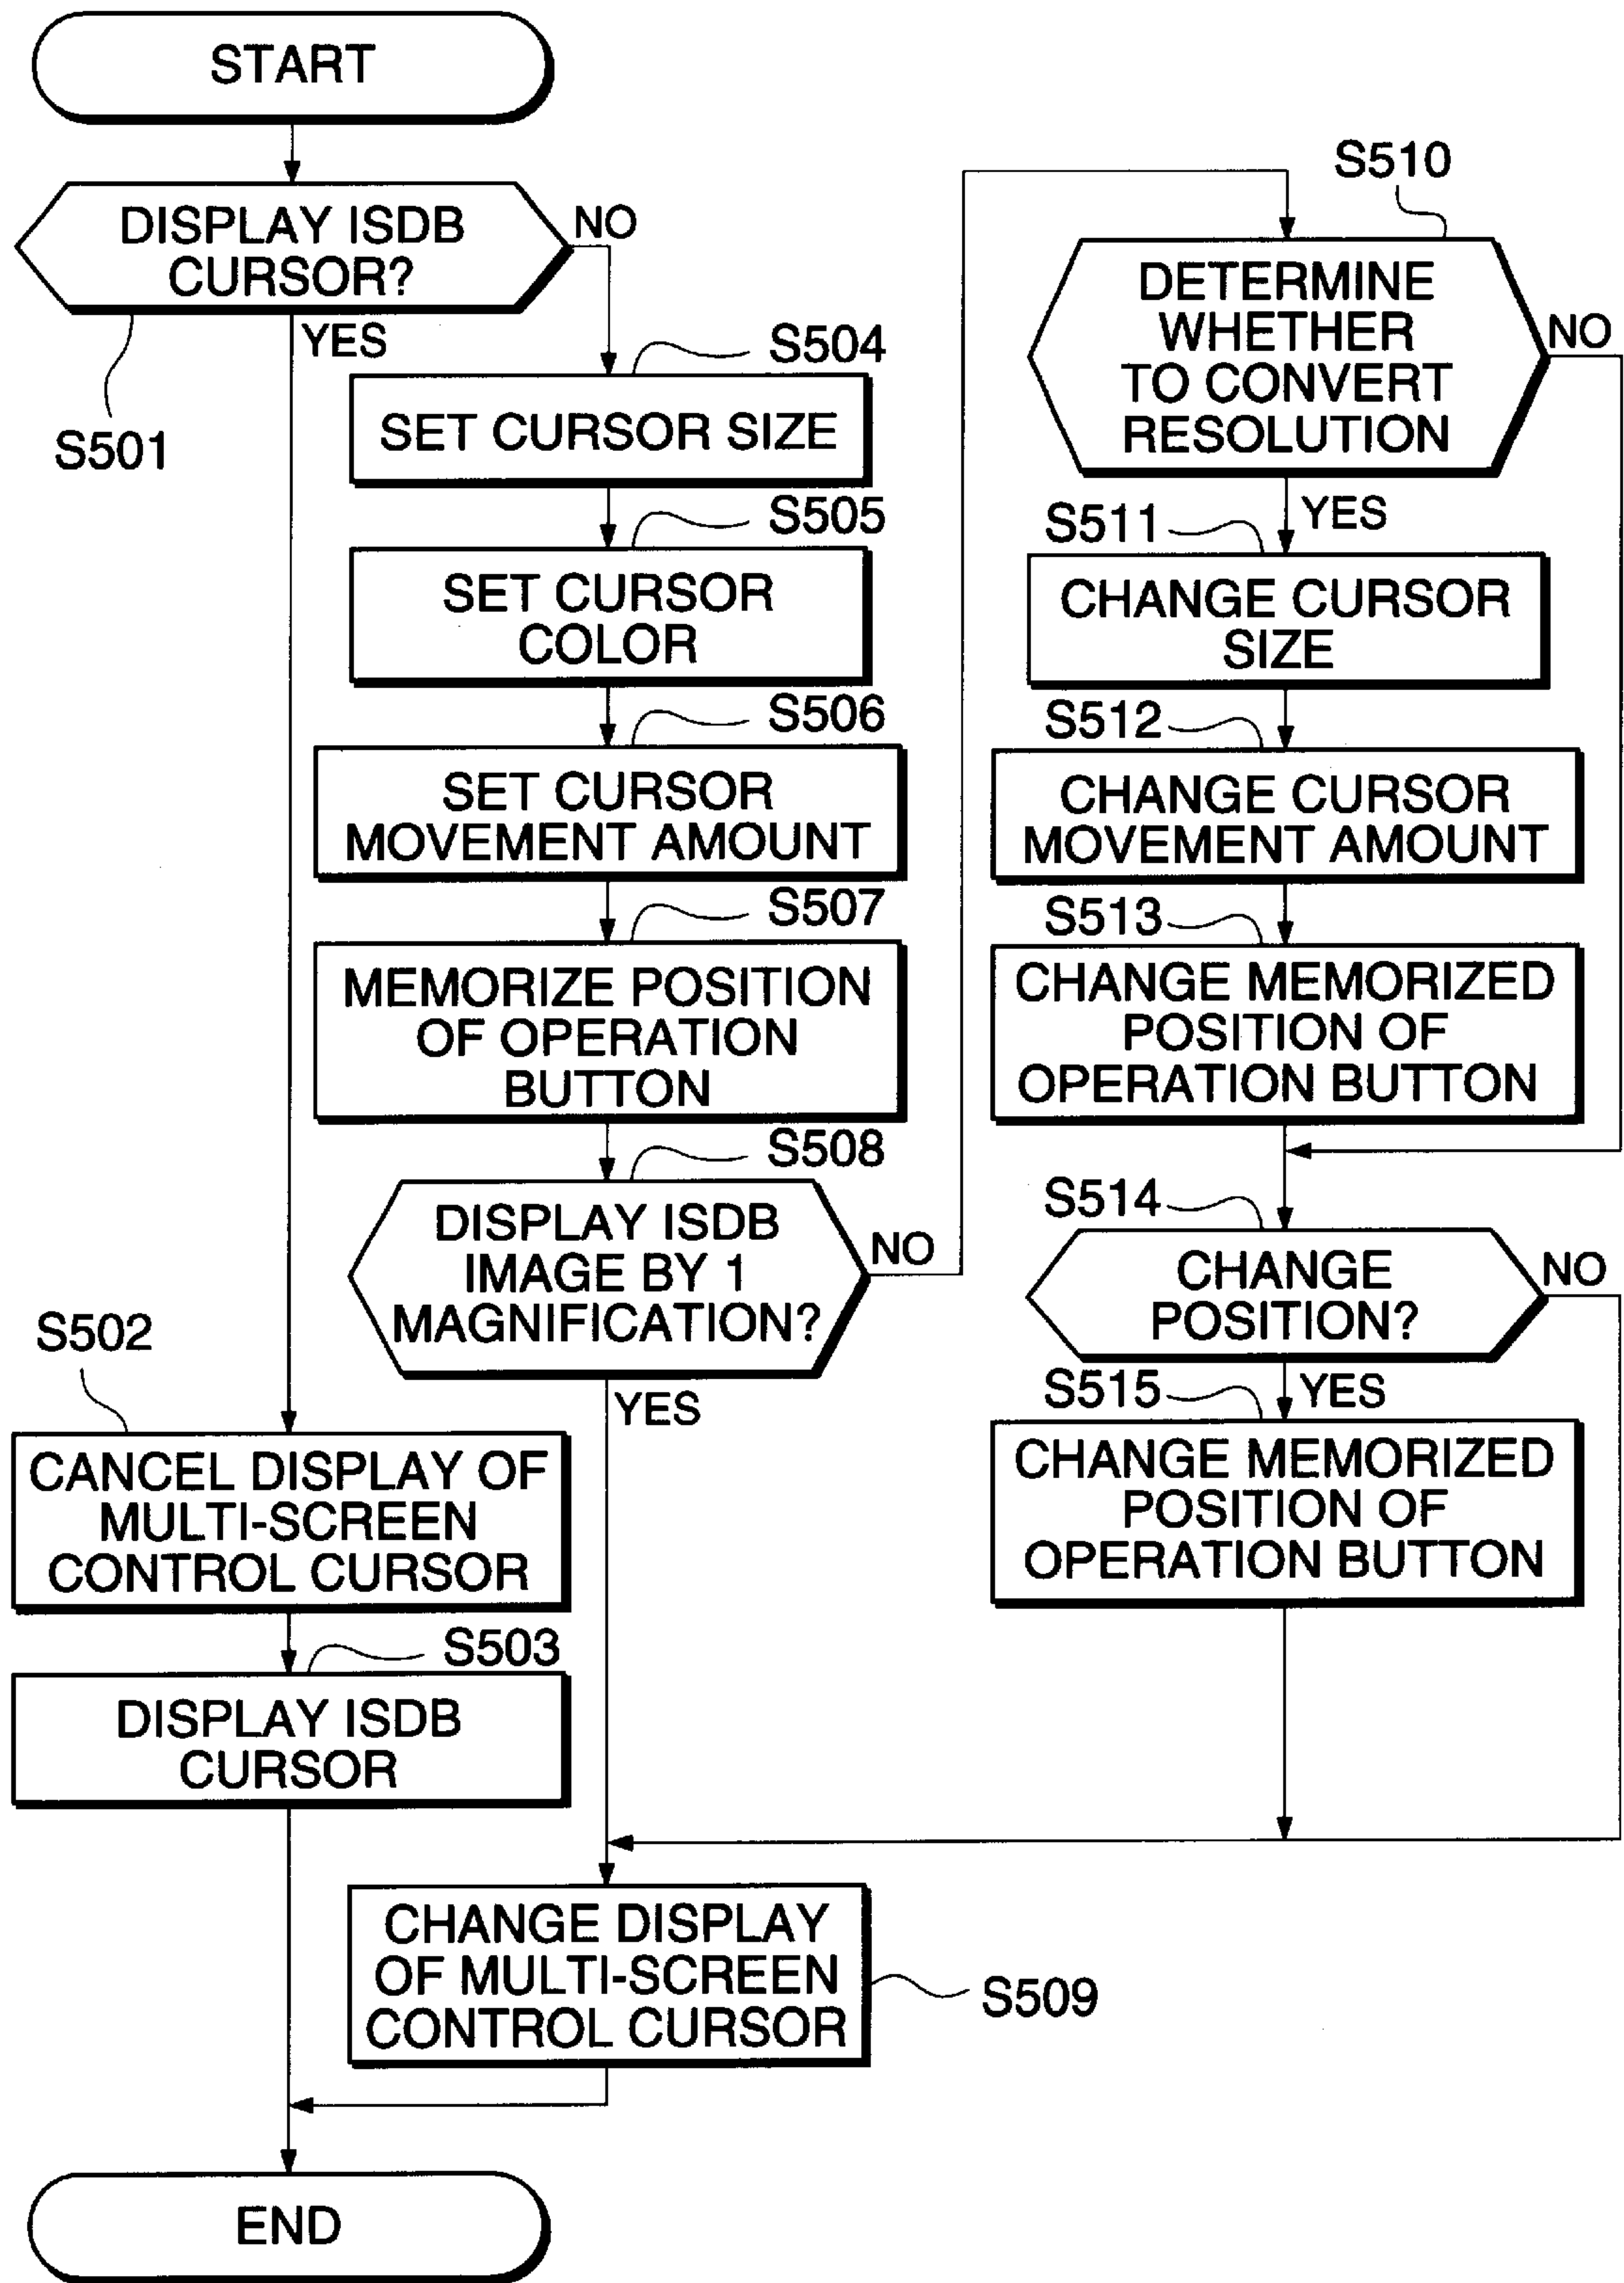 START
DISPLAY ISDB
CURSOR?
NO
YES
S501
S504
SET CURSOR SIZE
S505
SET CURSOR
COLOR
S506
SET CURSOR
MOVEMENT AMOUNT
S507
MEMORIZE POSITION
OF OPERATION
BUTTON
S508
DISPLAY ISDB
IMAGE BY 1
MAGNIFICATION?
NO
YES
S502
CANCEL DISPLAY OF
MULTI-SCREEN
CONTROL CURSOR
S503
DISPLAY ISDB
CURSOR
S510
DETERMINE
WHETHER
TO CONVERT
RESOLUTION
NO
YES
S511
CHANGE CURSOR
SIZE
S512
CHANGE CURSOR
MOVEMENT AMOUNT
S513
CHANGE MEMORIZED
POSITION OF
OPERATION BUTTON
S514
CHANGE
POSITION?
NO
YES
S515
CHANGE MEMORIZED
POSITION OF
OPERATION BUTTON
CHANGE DISPLAY
OF MULTI-SCREEN
CONTROL CURSOR
S509
END